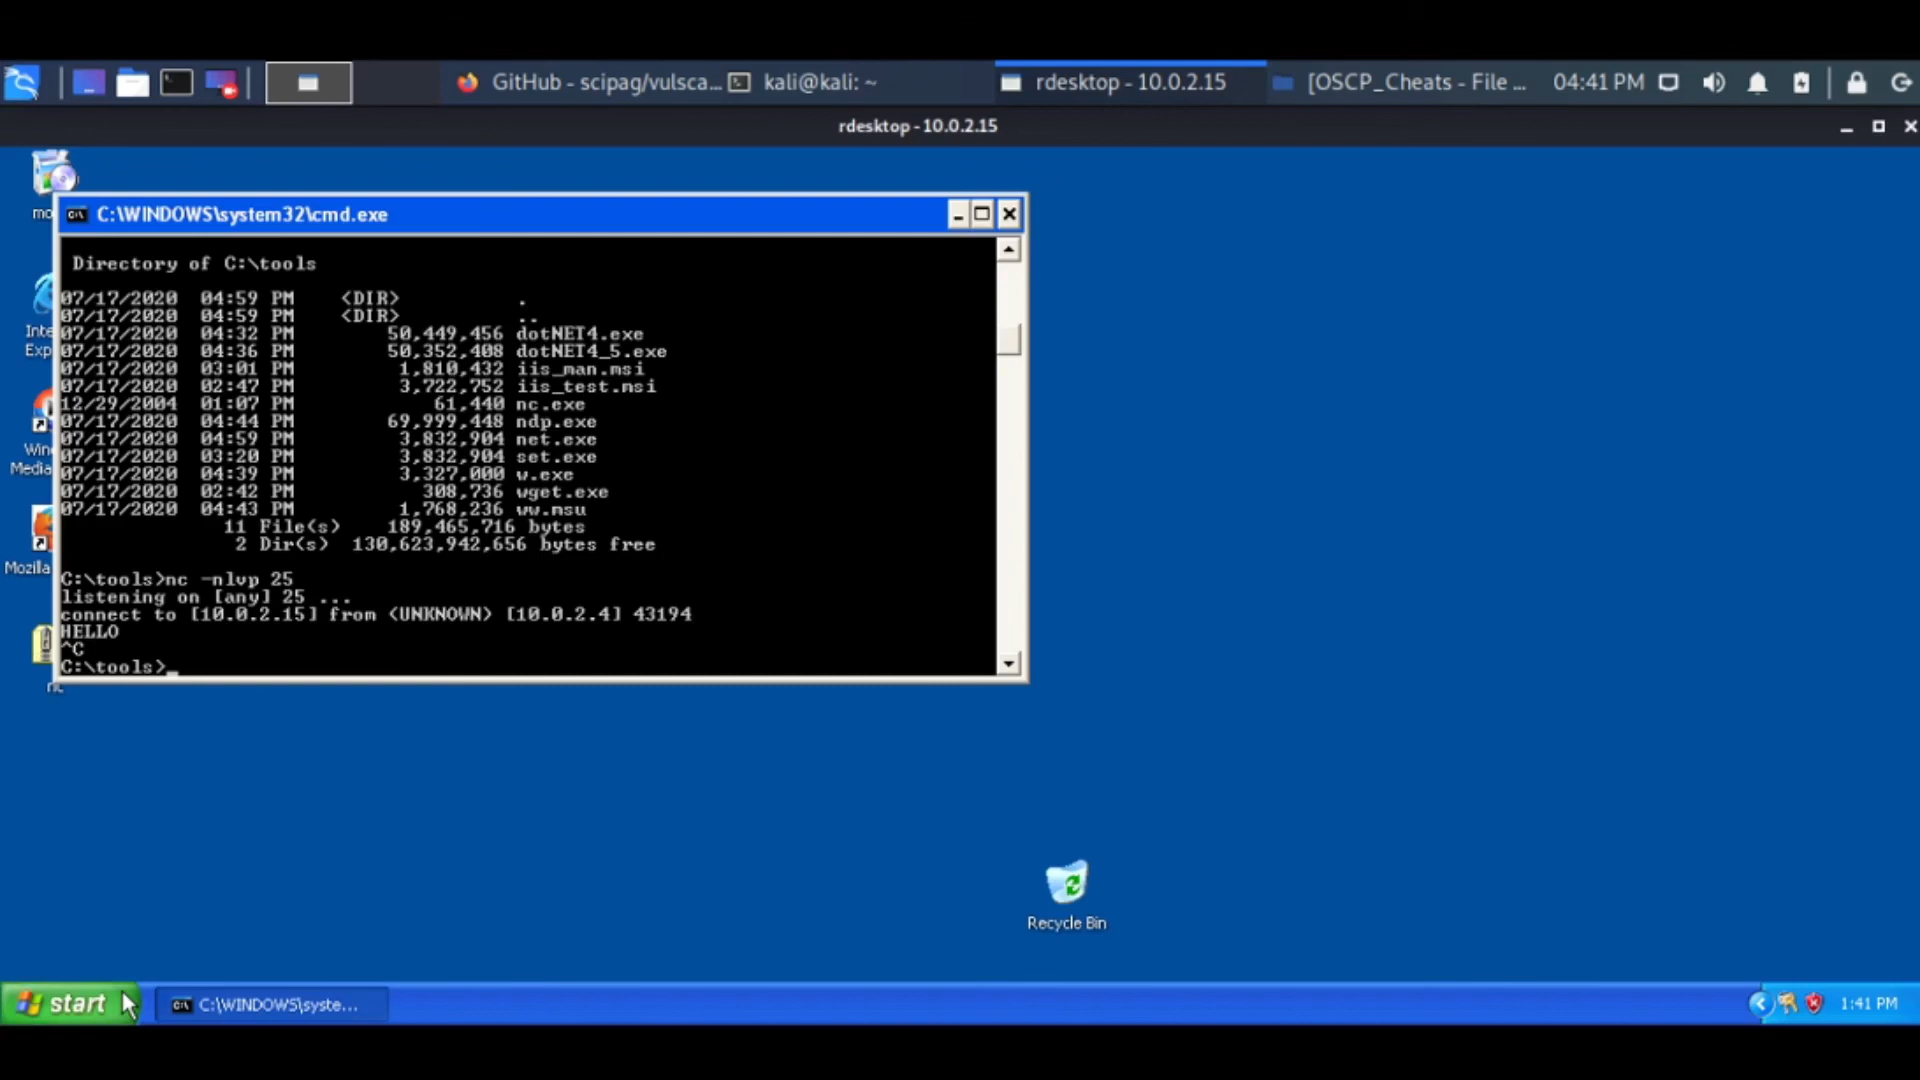 GitHub - scipag/vulsca...
kali@kali: ~
rdesktop - 10.0.2.15
[OSCP_Cheats - File ...
04:41 PM
rdesktop - 10.0.2.15
C:\WINDOWS\system32\cmd.exe
Directory of C:\tools
07/17/2020  04:59 PM    <DIR>          .
07/17/2020  04:59 PM    <DIR>          ..
07/17/2020  04:32 PM        50,449,456 dotNET4.exe
07/17/2020  04:36 PM        50,352,408 dotNET4_5.exe
07/17/2020  03:01 PM         1,810,432 iis_man.msi
07/17/2020  02:47 PM         3,722,752 iis_test.msi
12/29/2004  01:07 PM            61,440 nc.exe
07/17/2020  04:44 PM        69,999,448 ndp.exe
07/17/2020  04:59 PM         3,832,904 net.exe
07/17/2020  03:20 PM         3,832,904 set.exe
07/17/2020  04:39 PM         3,327,000 w.exe
07/17/2020  02:42 PM           308,736 wget.exe
07/17/2020  04:43 PM         1,768,236 ww.msu
11 File(s)    189,465,716 bytes
2 Dir(s)  130,623,942,656 bytes free
C:\tools>nc -nlvp 25
listening on [any] 25 ...
connect to [10.0.2.15] from (UNKNOWN) [10.0.2.4] 43194
HELLO
^C
C:\tools>_
mo
Inte
Exp
Win
Media
Mozilla
Recycle Bin
start
C:\WINDOWS\syste...
1:41 PM